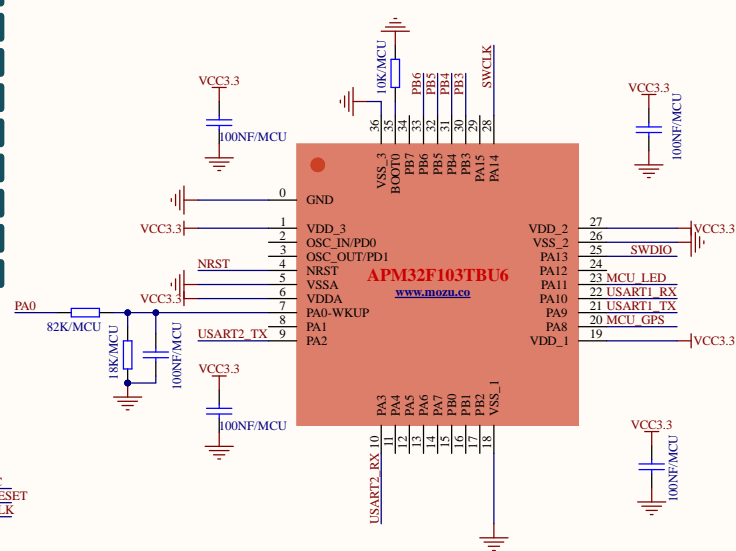 10K/MCU
PB6
PB5
PB4
PB3
SWCLK
VCC3.3
100NF/MCU
VCC3.3
100NF/MCU
36
35
34
33
32
31
30
29
28
VSS_3
BOOT0
PB7
PB6
PB5
PB4
PB3
PA15
PA14
0 GND
VCC3.3 1 VDD_3
2 OSC_IN/PD0
3 OSC_OUT/PD1
NRST 4 NRST
5 VSSA
VCC3.3 6 VDDA
PA0 7 PA0-WKUP
8 PA1
USART2_TX 9 PA2
82K/MCU
18K/MCU
100NF/MCU
APM32F103TBU6
www.mozu.co
VDD_2 27 VCC3.3
VSS_2 26
PA13 25 SWDIO
PA12 24
PA11 23 MCU_LED
PA10 22 USART1_RX
PA9 21 USART1_TX
PA8 20 MCU_GPS
VDD_1 19 VCC3.3
PA3
PA4
PA5
PA6
PA7
PB0
PB1
PB2
VSS_1
10
11
12
13
14
15
16
17
18
USART2_RX
VCC3.3
100NF/MCU
VCC3.3
100NF/MCU
ESET
LK